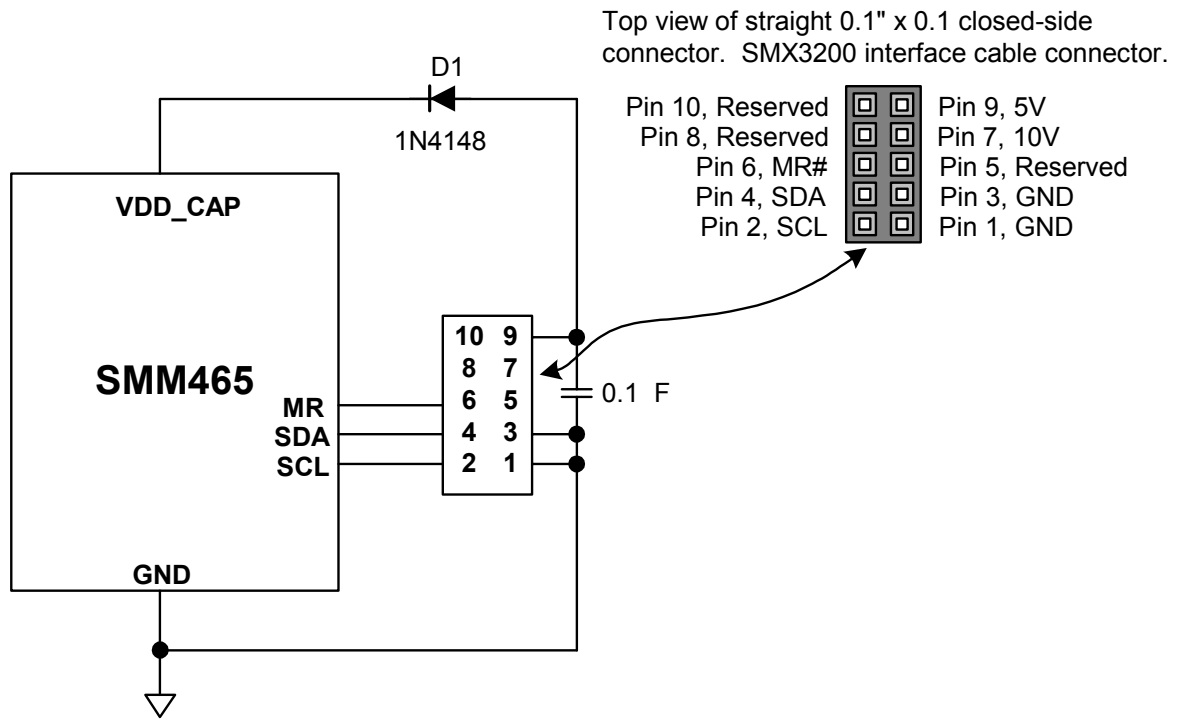 Top view of straight 0.1" x 0.1 closed-side
connector. SMX3200 interface cable connector.
D1
1N4148
Pin 10, Reserved
Pin 9, 5V
Pin 8, Reserved
Pin 7, 10V
Pin 6, MR#
Pin 5, Reserved
Pin 4, SDA
Pin 3, GND
Pin 2, SCL
Pin 1, GND
VDD_CAP
SMM465
MR
SDA
SCL
GND
10 9
8 7
6 5
4 3
2 1
0.1 F